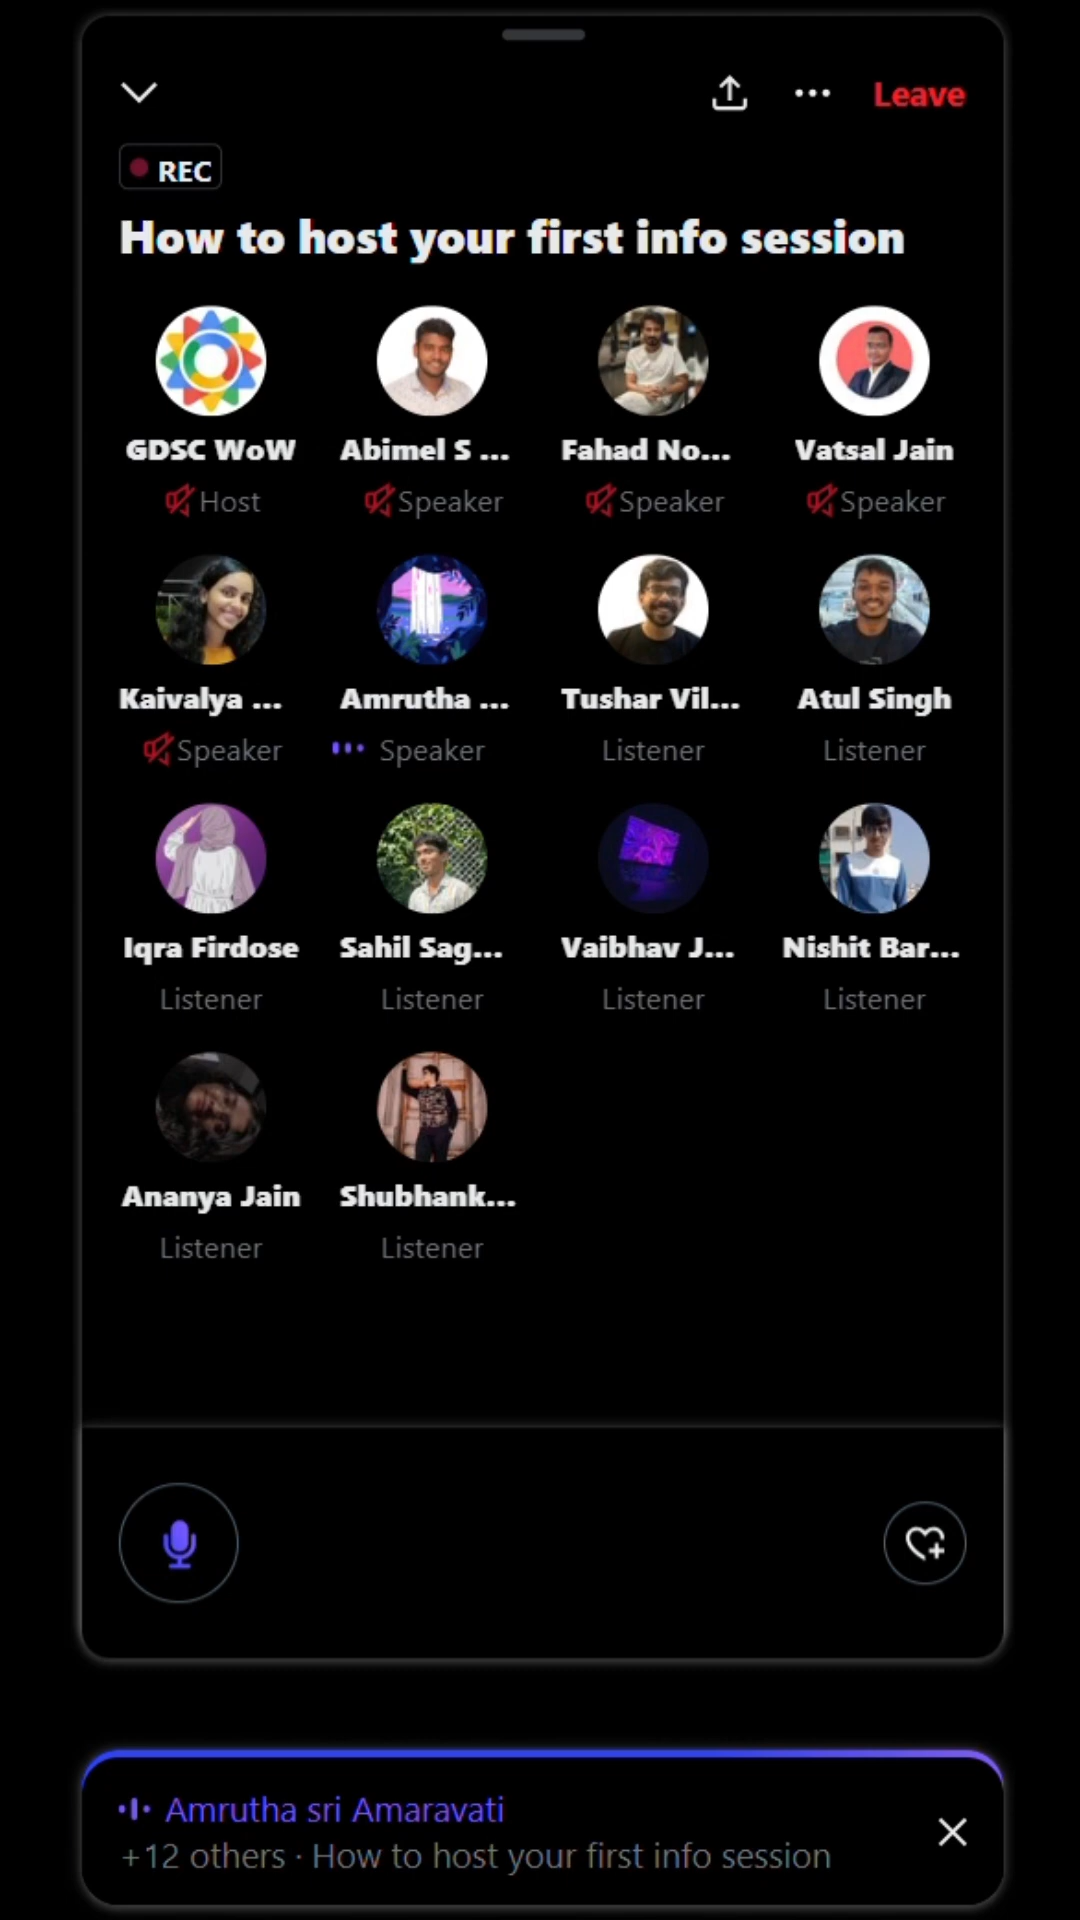 Leave
REC
How to host your first info session
GDSC WoW Abimel S ... Fahad No... Vatsal Jain
Host Speaker Speaker Speaker
Kaivalya ... Amrutha ... Tushar Vil... Atul Singh
Speaker Speaker Listener Listener
Iqra Firdose Sahil Sag... Vaibhav J... Nishit Bar...
Listener Listener Listener Listener
Ananya Jain Shubhank...
Listener Listener
Amrutha sri Amaravati
+12 others · How to host your first info session